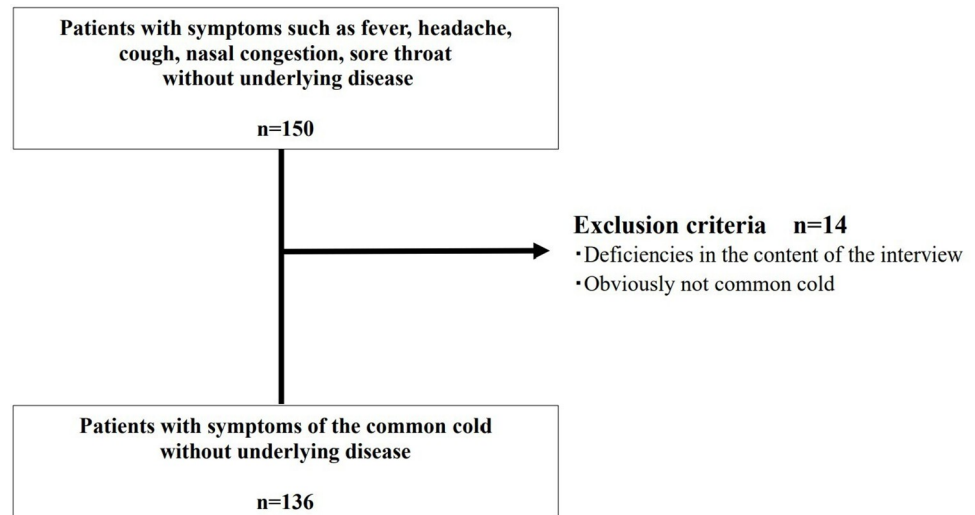 Patients with symptoms such as fever, headache,
cough, nasal congestion, sore throat
without underlying disease
n=150
Exclusion criteria n=14
・Deficiencies in the content of the interview
・Obviously not common cold
Patients with symptoms of the common cold
without underlying disease
n=136